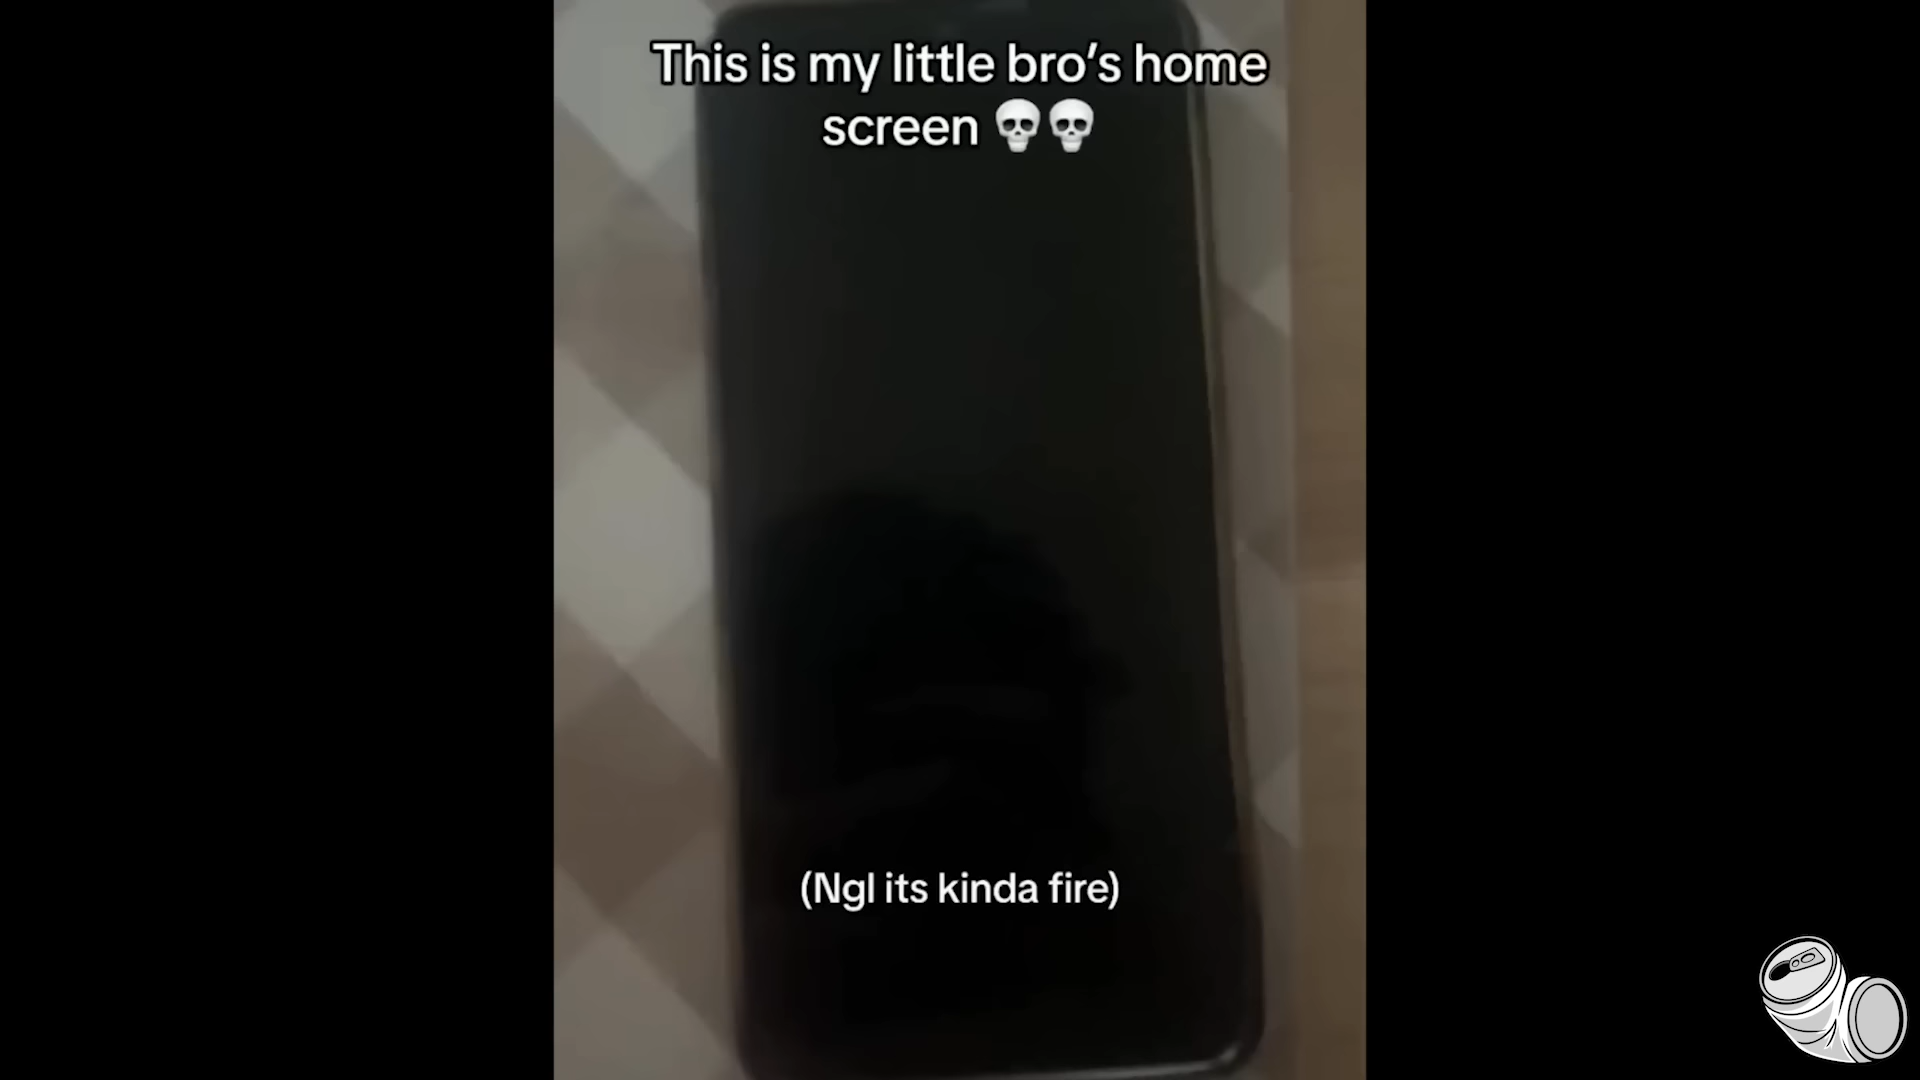 This is my little bro's home
screen 💀💀
(Ngl its kinda fire)